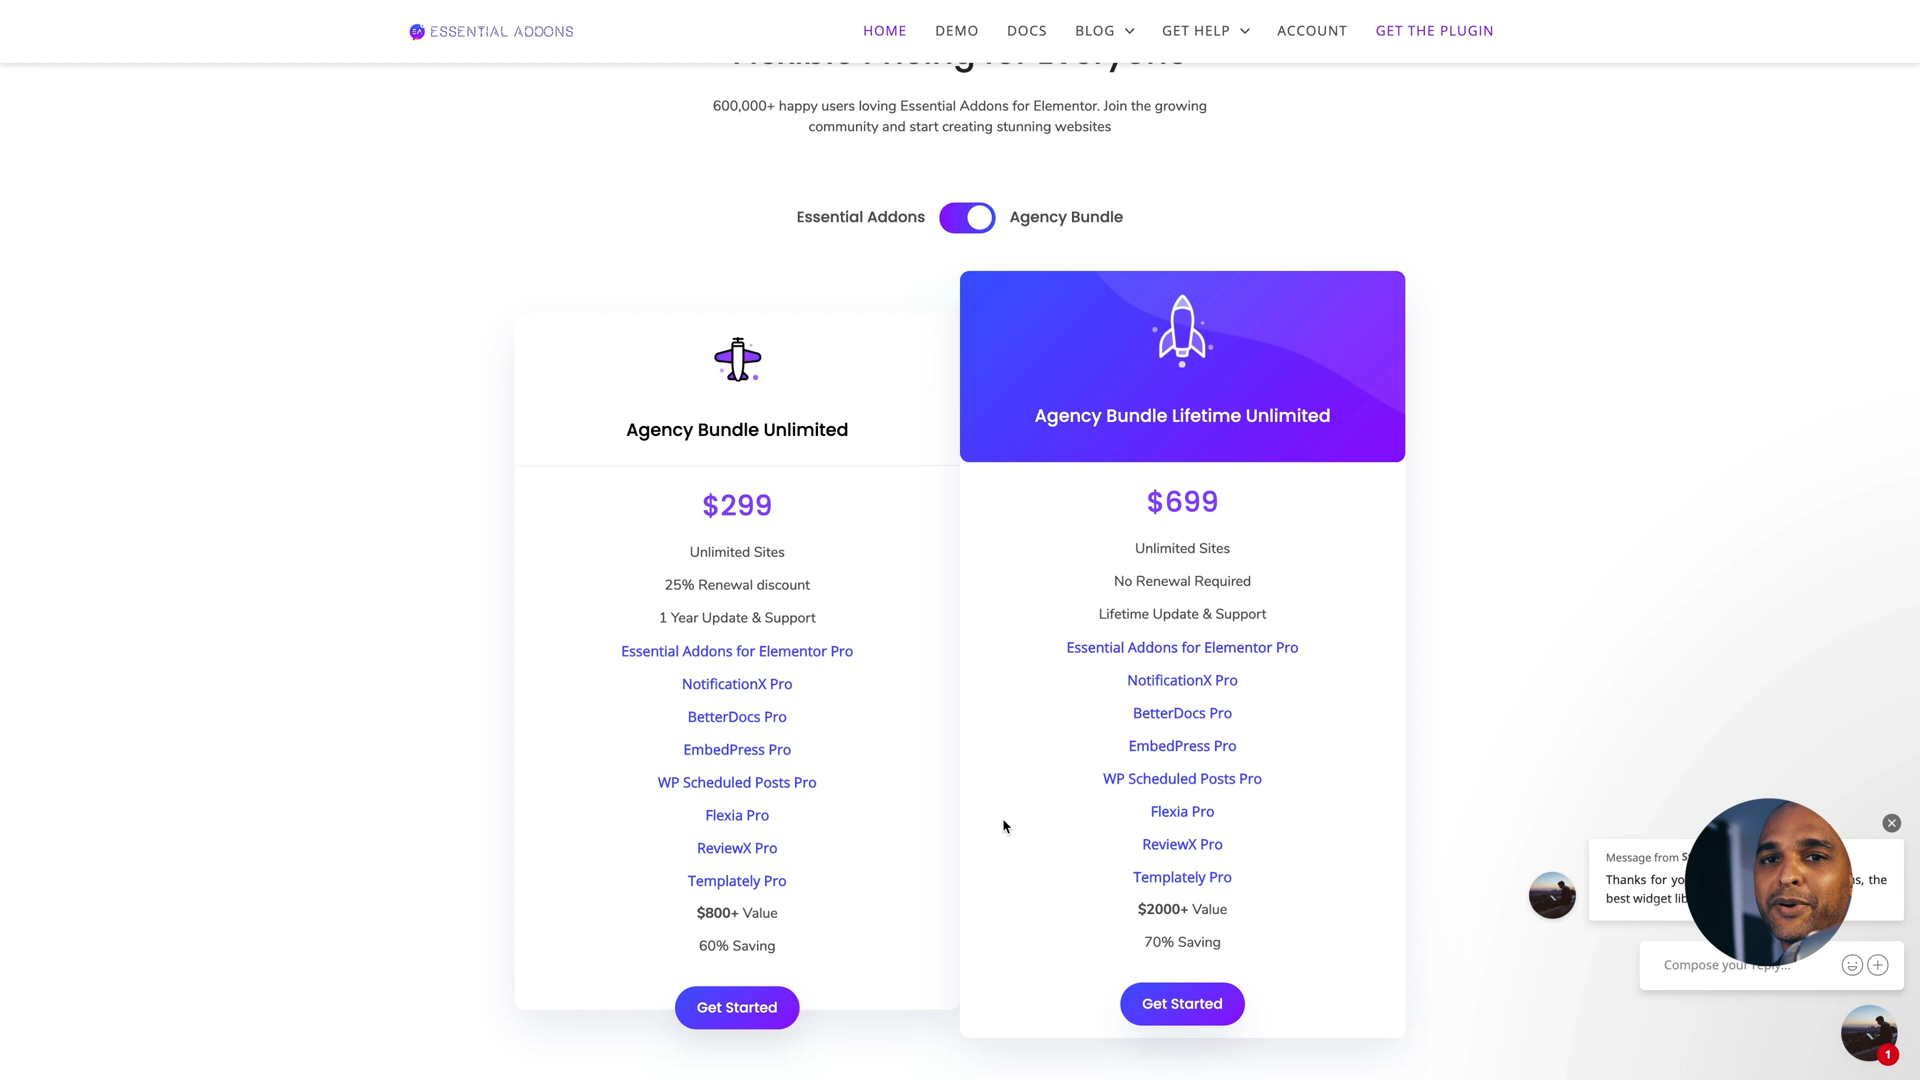 ESSENTIAL ADDONS
HOME
DEMO
DOCS
BLOG
GET HELP
ACCOUNT
GET THE PLUGIN
Flexible Pricing for Everyone
600,000+ happy users loving Essential Addons for Elementor. Join the growing
community and start creating stunning websites
Essential Addons
Agency Bundle
Agency Bundle Unlimited
$299
Unlimited Sites
25% Renewal discount
1 Year Update & Support
Essential Addons for Elementor Pro
NotificationX Pro
BetterDocs Pro
EmbedPress Pro
WP Scheduled Posts Pro
Flexia Pro
ReviewX Pro
Templately Pro
$800+ Value
60% Saving
Get Started
Agency Bundle Lifetime Unlimited
$699
Unlimited Sites
No Renewal Required
Lifetime Update & Support
Essential Addons for Elementor Pro
NotificationX Pro
BetterDocs Pro
EmbedPress Pro
WP Scheduled Posts Pro
Flexia Pro
ReviewX Pro
Templately Pro
$2000+ Value
70% Saving
Get Started
Message from
Thanks for the
best widget
Compose your reply...
1